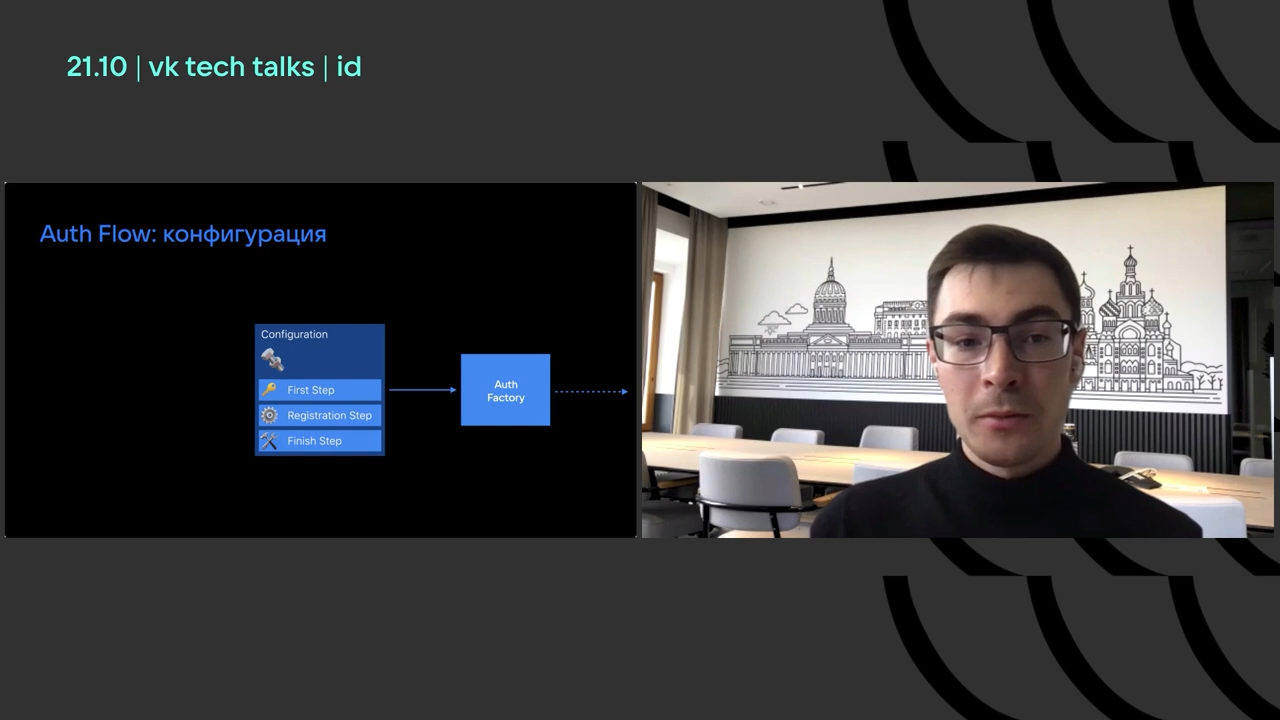 21.10 | vk tech talks | id
Auth Flow: конфигурация
Configuration
First Step
Registration Step
Finish Step
Auth
Factory